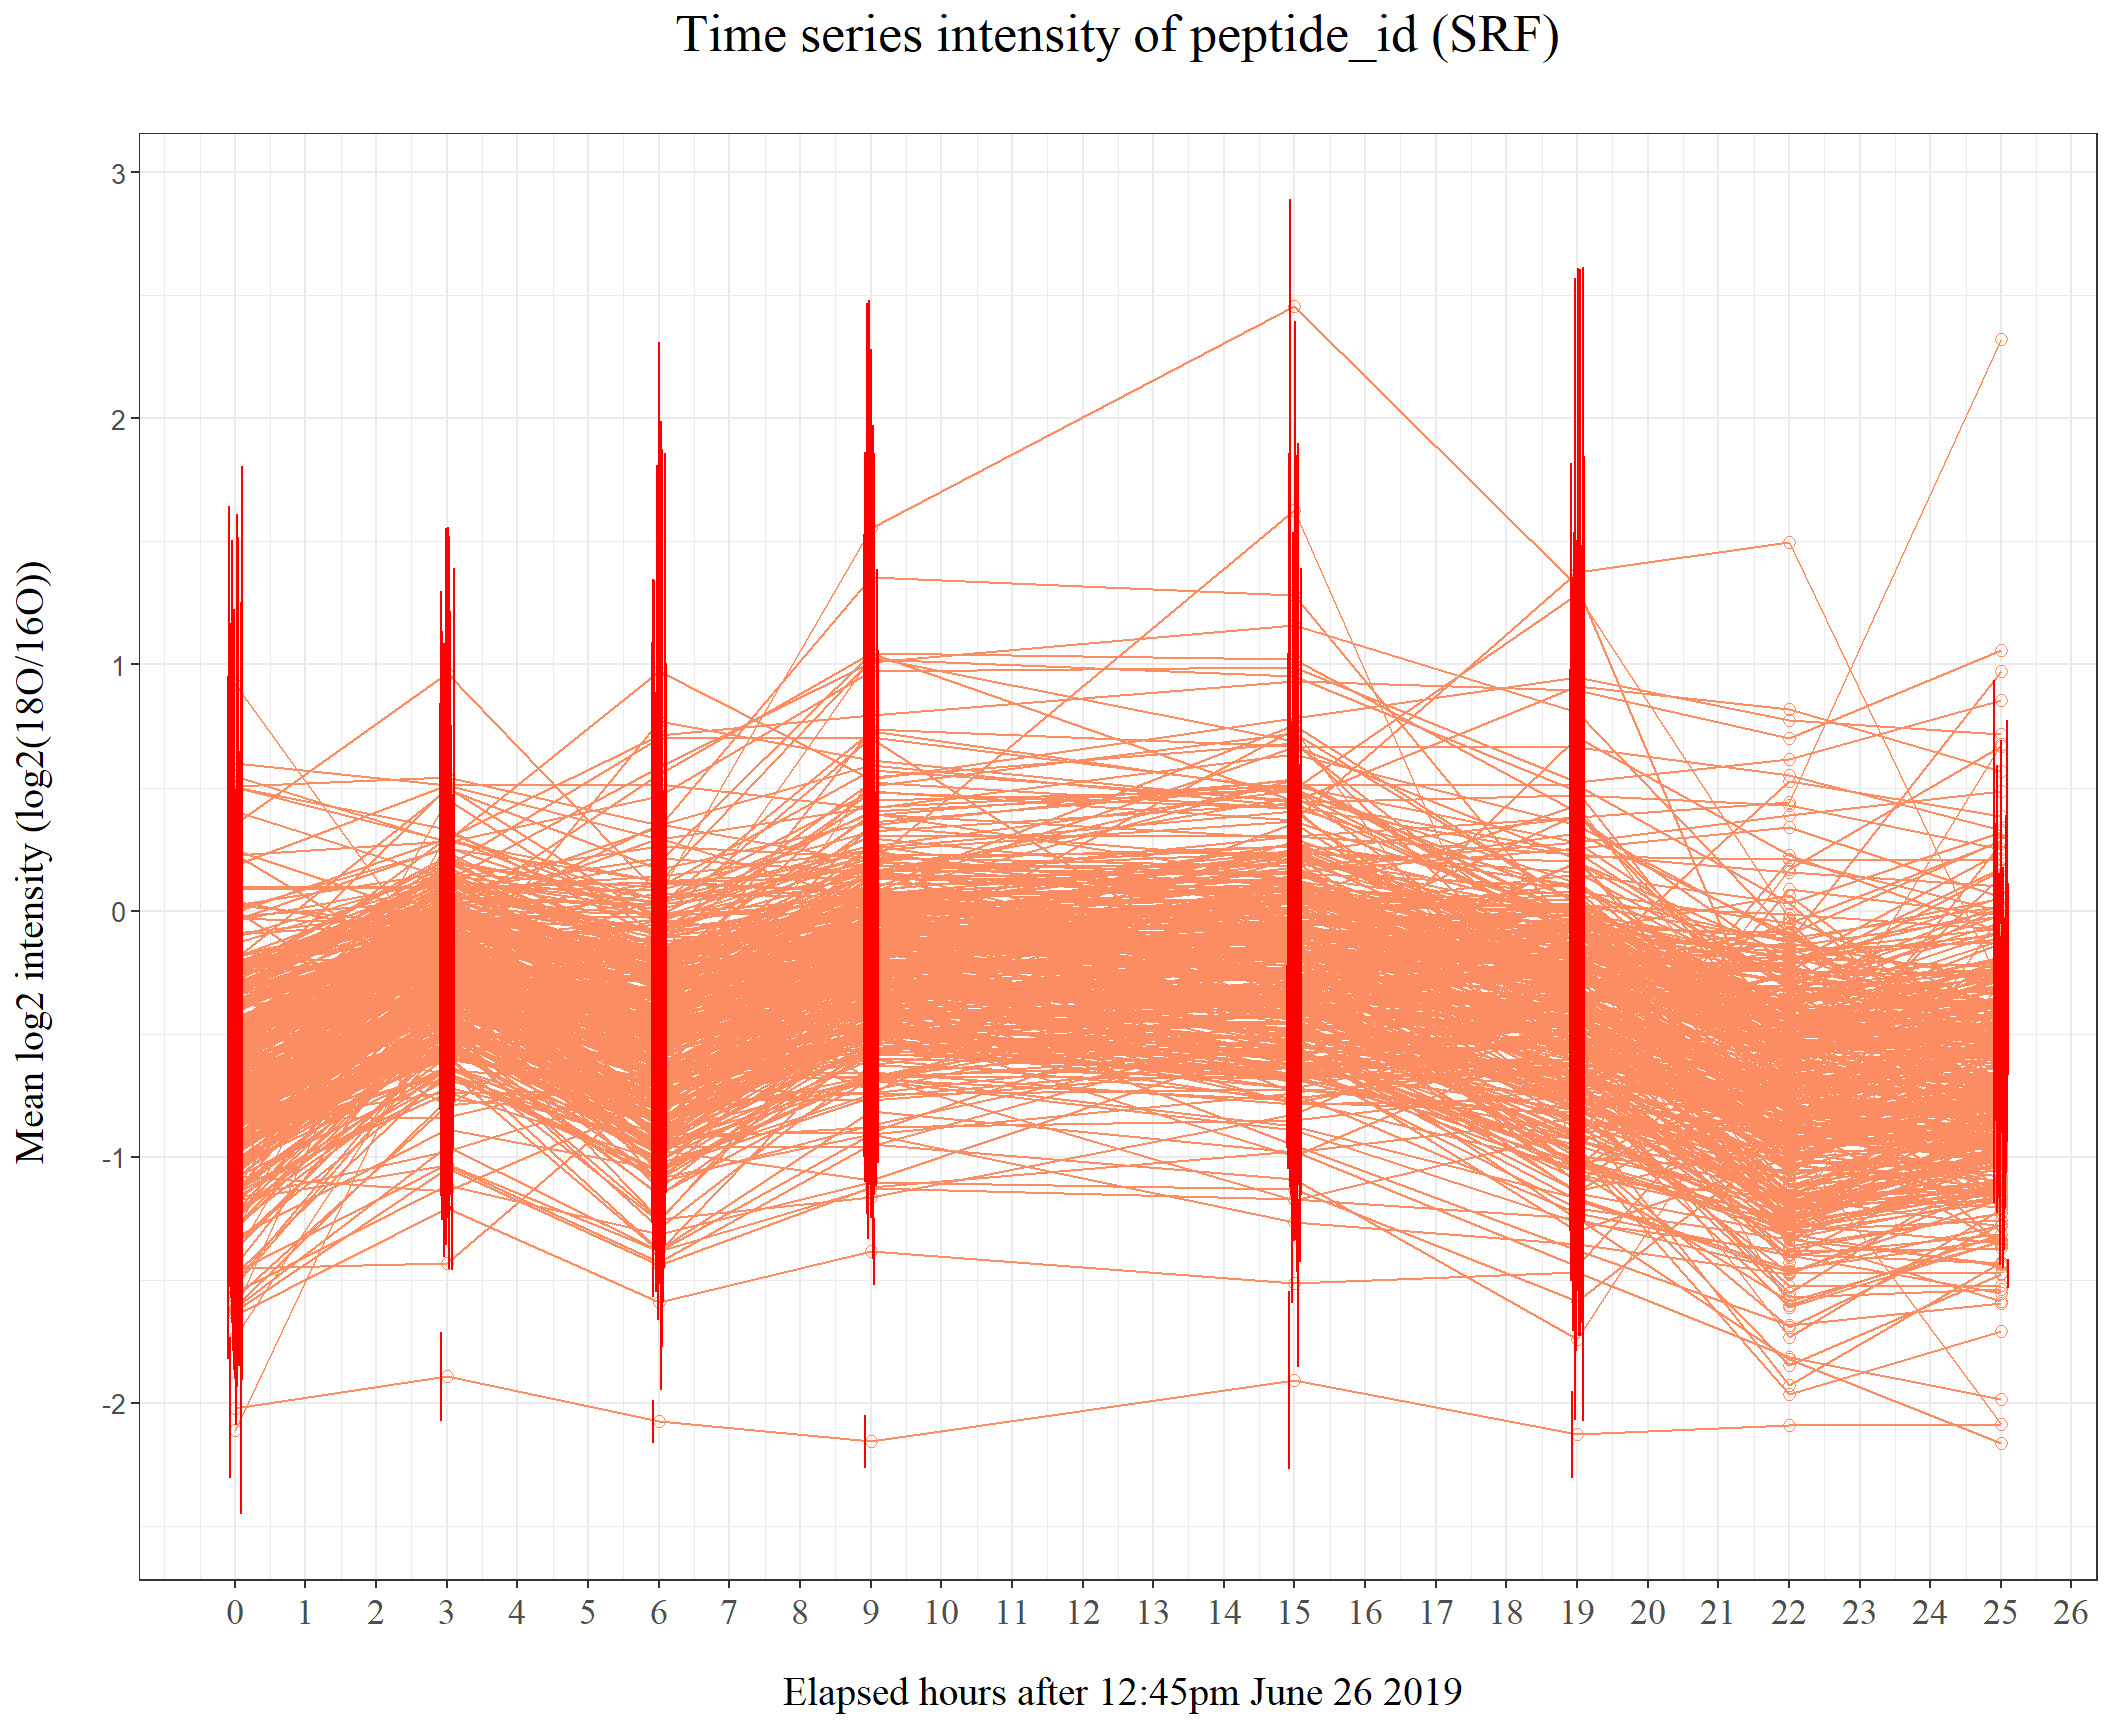 Time series intensity of peptide_id (SRF)
Mean log2 intensity (log2(18O/16O))
3
2
1
0
-1
-2
0 1 2 3 4 5 6 7 8 9 10 11 12 13 14 15 16 17 18 19 20 21 22 23 24 25 26
Elapsed hours after 12:45pm June 26 2019